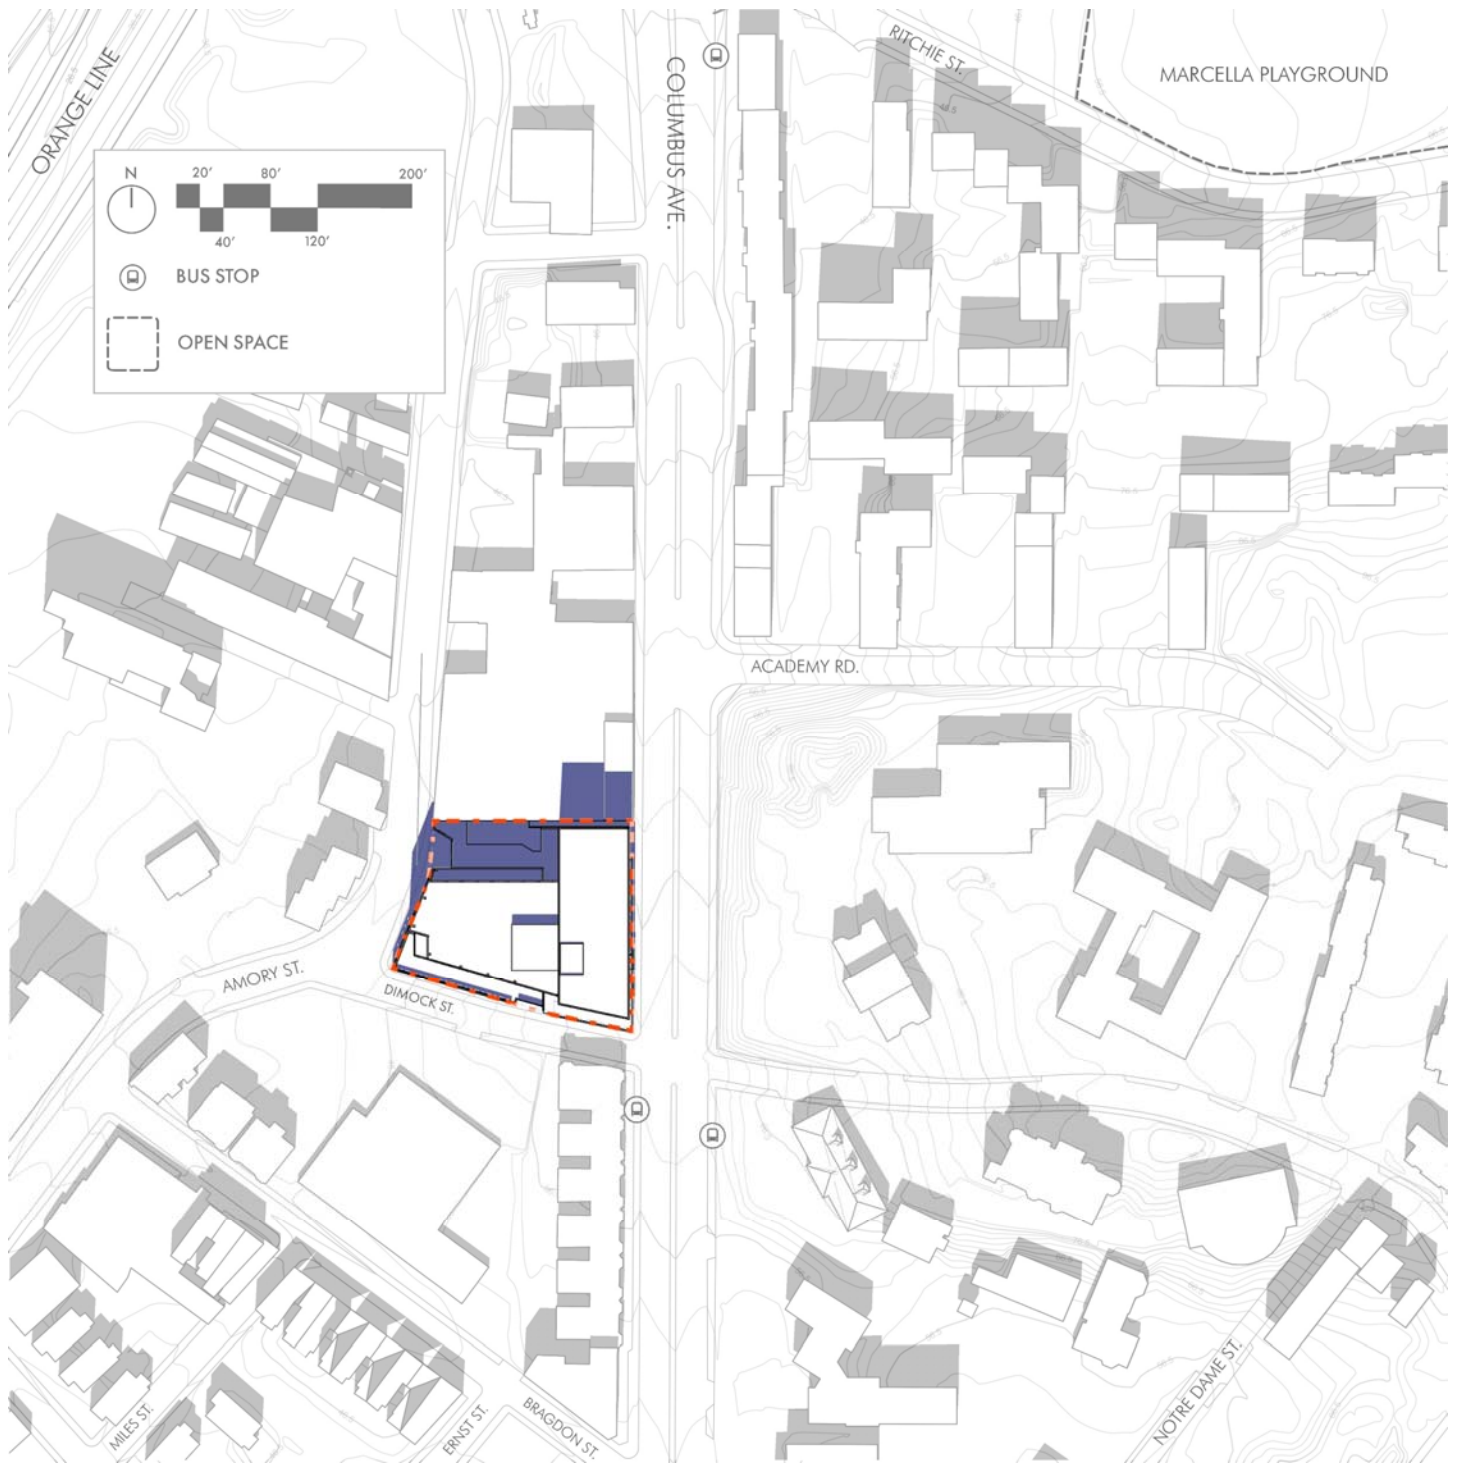 ORANGE LINE
COLUMBUS AVE.
RITCHIE ST.
MARCELLA PLAYGROUND
N
20' 80' 200'
40' 120'
BUS STOP
OPEN SPACE
ACADEMY RD.
AMORY ST.
DIMOCK ST.
MILES ST.
ERNST ST.
BRAGDON ST.
NOTRE DAME ST.